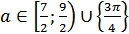 a ∈ [7/2; 9/2) ∪ {3π/4}